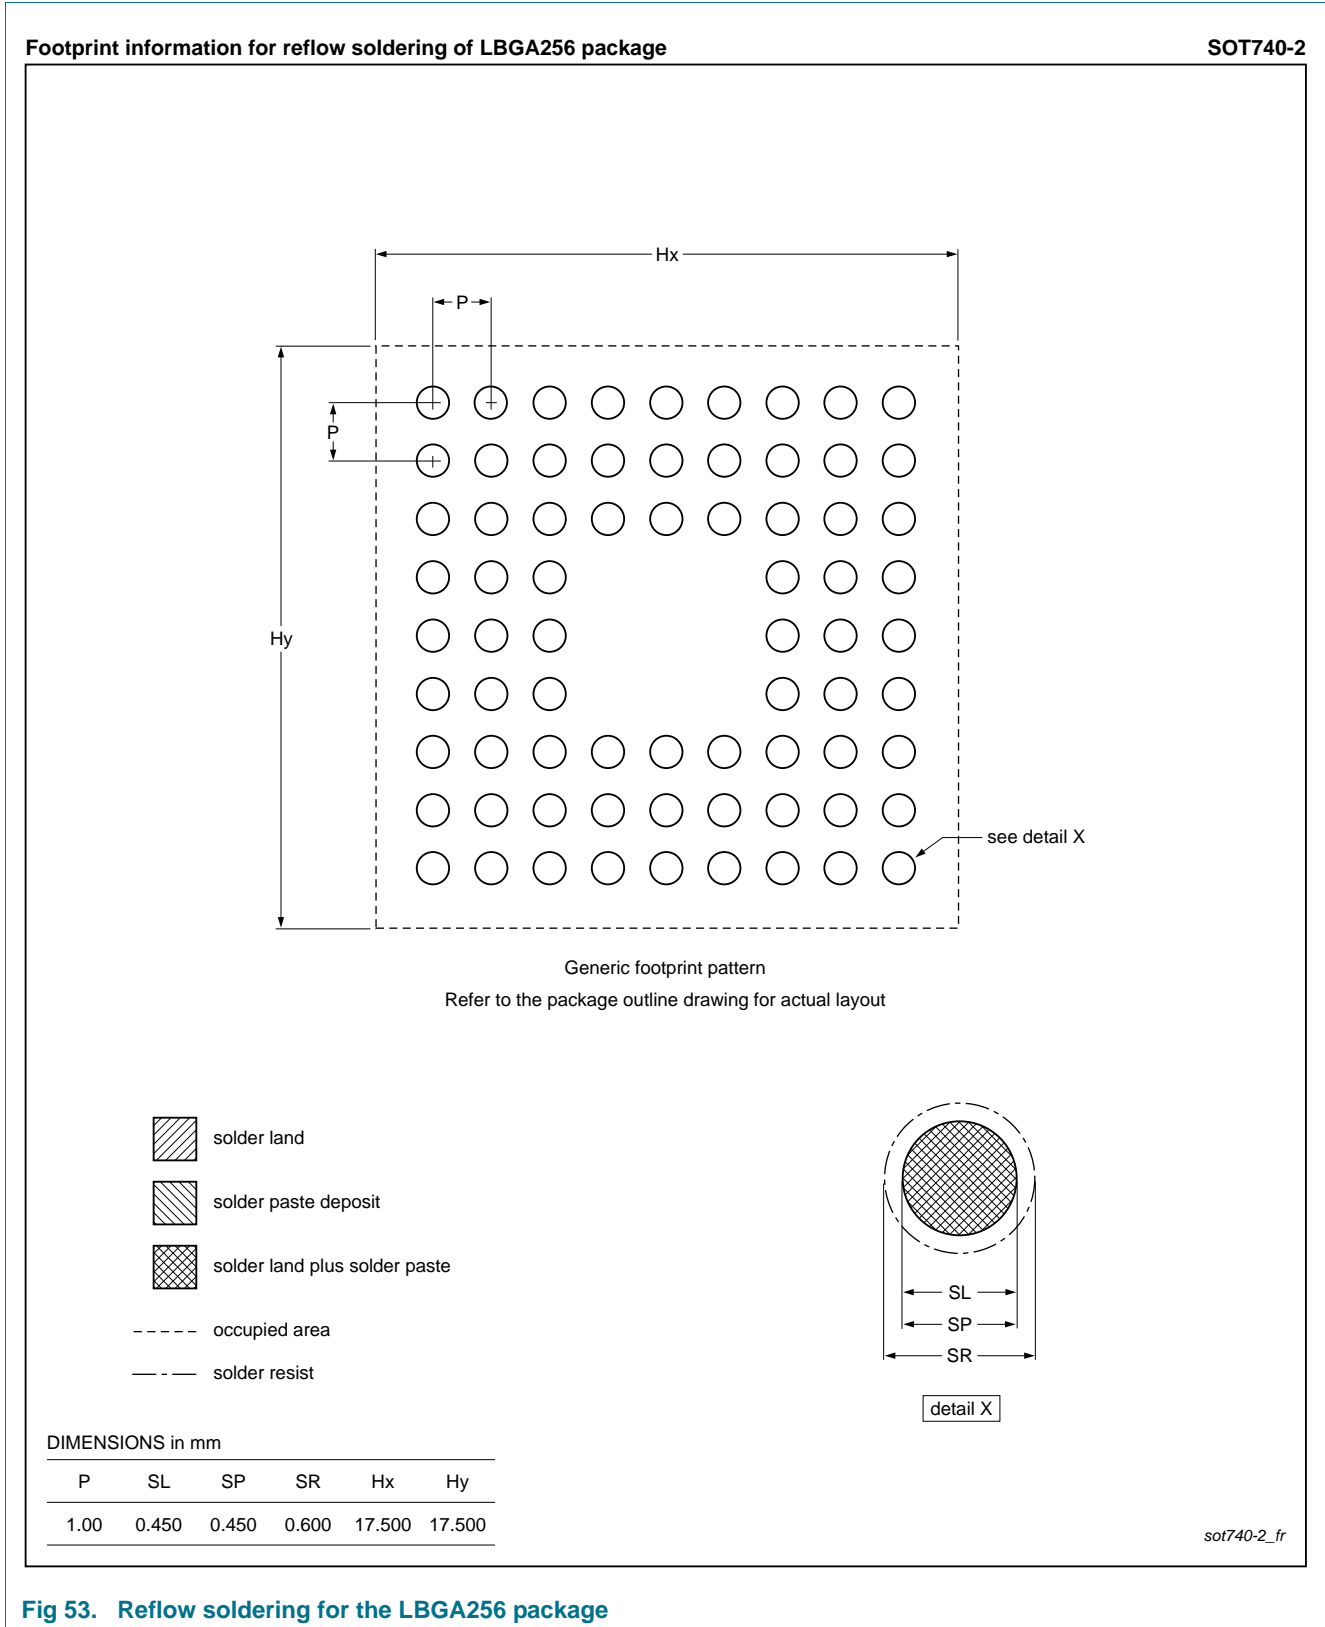 Footprint information for reflow soldering of LBGA256 package SOT740-2
Hx
P
P
Hy
see detail X
Generic footprint pattern
Refer to the package outline drawing for actual layout
solder land
solder paste deposit
solder land plus solder paste
occupied area
solder resist
SL
SP
SR
detail X
DIMENSIONS in mm
P SL SP SR Hx Hy
1.00 0.450 0.450 0.600 17.500 17.500
sot740-2_fr
Fig 53. Reflow soldering for the LBGA256 package